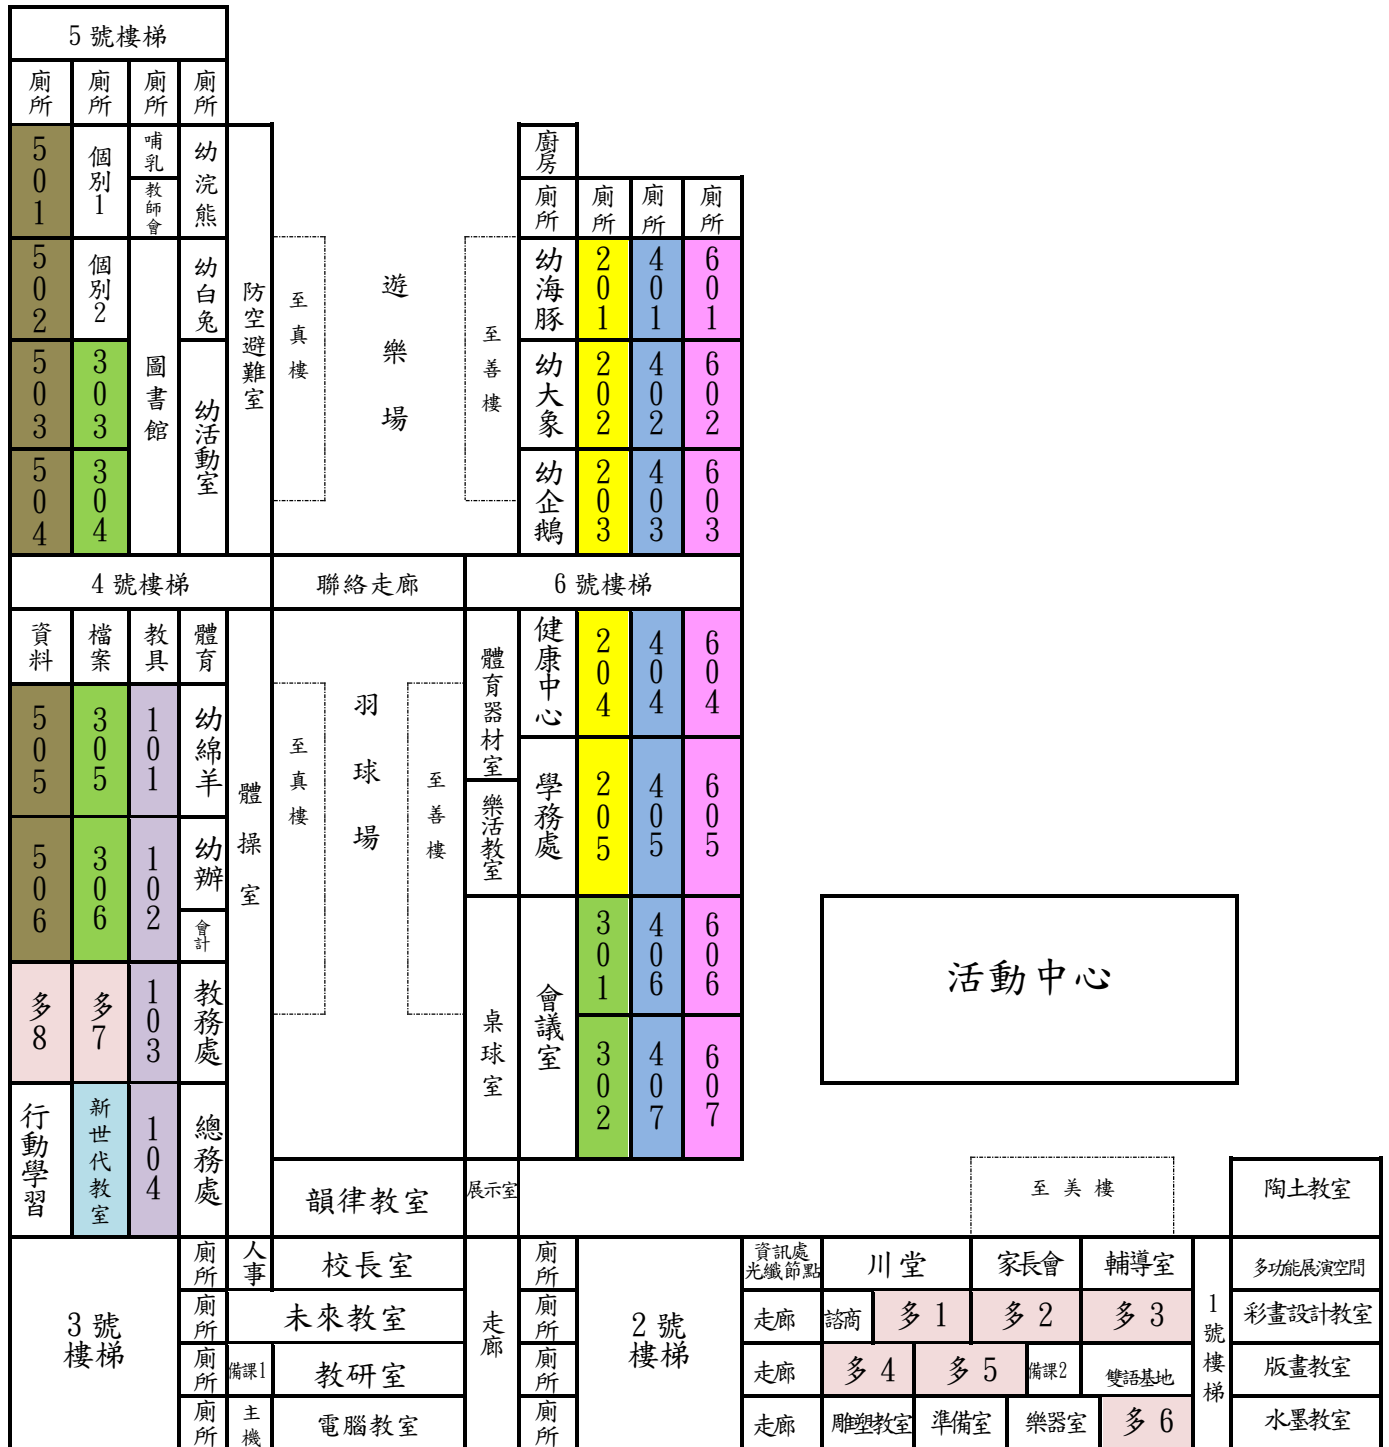 5 號樓梯
廁所
廁所
廁所
廁所
501
個別1
哺乳
教師會
幼浣熊
502
個別2
圖書館
幼白兔
503
303
幼活動室
504
304
防空避難室
至真樓
遊樂場
至善樓
廚房
廁所
廁所
廁所
廁所
幼海豚
201
401
601
幼大象
202
402
602
幼企鵝
203
403
603
4 號樓梯
聯絡走廊
6 號樓梯
資料
檔案
教具
體育
505
305
101
幼綿羊
506
306
102
幼辦
會計
多8
多7
103
教務處
行動學習
新世代教室
104
總務處
體操室
至真樓
羽球場
至善樓
體育器材室
樂活教室
桌球室
健康中心
204
404
604
學務處
205
405
605
會議室
301
406
606
302
407
607
活動中心
韻律教室
展示室
至美樓
陶土教室
3 號
樓梯
廁所
人事
校長室
廁所
未來教室
廁所
備課1
教研室
廁所
主機
電腦教室
走廊
廁所
廁所
廁所
廁所
2 號
樓梯
資訊處
光纖節點
川堂
家長會
輔導室
走廊
諮商
多 1
多 2
多 3
走廊
多 4
多 5
備課2
雙語基地
走廊
雕塑教室
準備室
樂器室
多 6
1號樓梯
多功能展演空間
彩畫設計教室
版畫教室
水墨教室